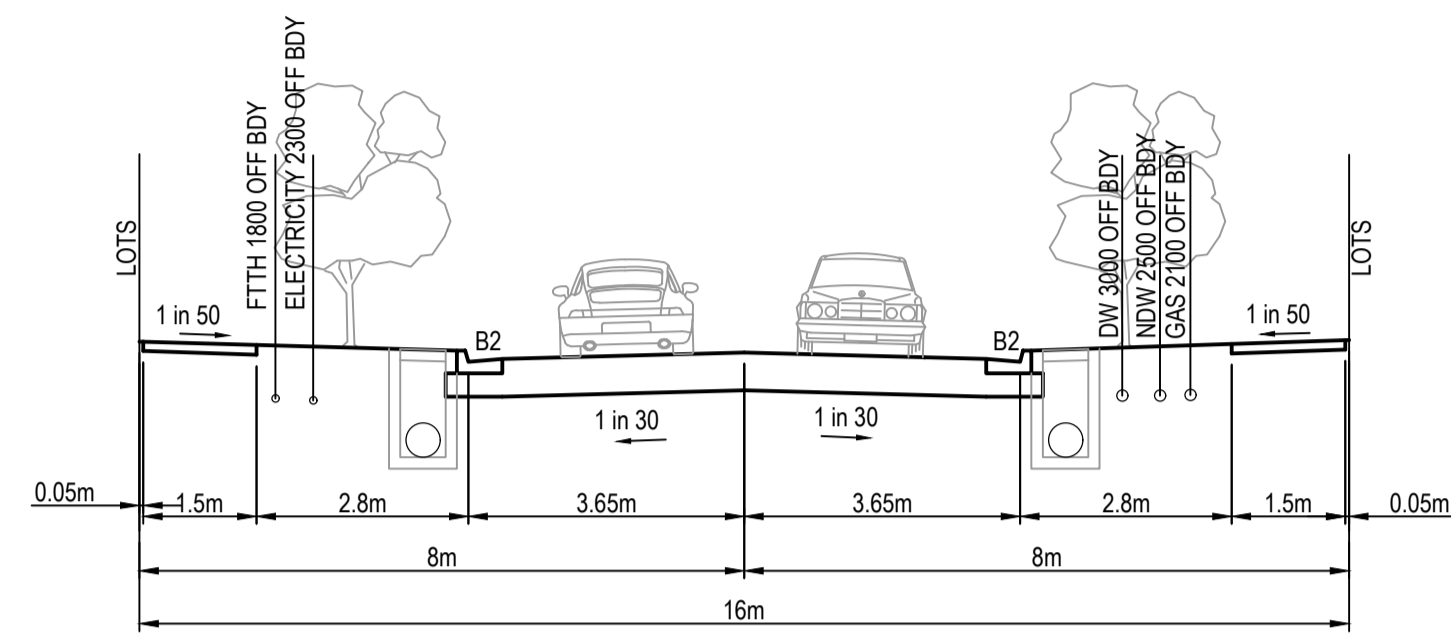 FTTH 1800 OFF BDY
ELECTRICITY 2300 OFF BDY
DW 3000 OFF BDY
NDW 2500 OFF BDY
GAS 2100 OFF BDY
LOTS
LOTS
1 in 50
B2
B2
1 in 50
1 in 30
1 in 30
0.05m
1.5m
2.8m
3.65m
3.65m
2.8m
1.5m
0.05m
8m
8m
16m